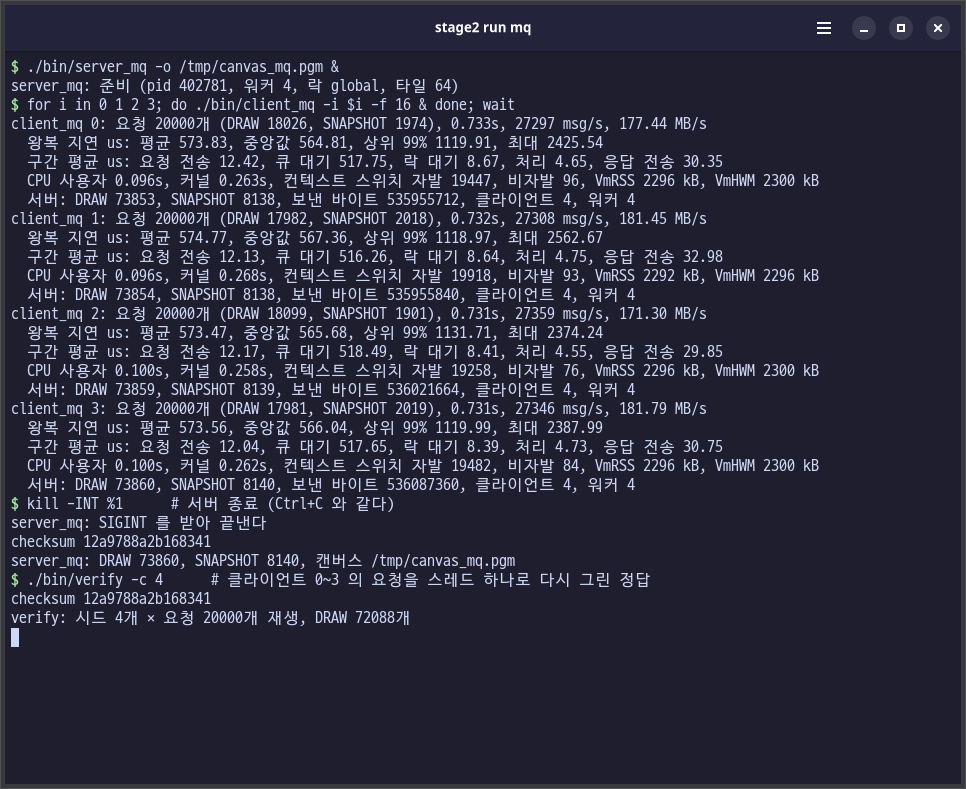 stage2 run mq
$ ./bin/server_mq -o /tmp/canvas_mq.pgm &
server_mq: 준비 (pid 402781, 워커 4, 락 global, 타일 64)
$ for i in 0 1 2 3; do ./bin/client_mq -i $i -f 16 & done; wait
client_mq 0: 요청 20000개 (DRAW 18026, SNAPSHOT 1974), 0.733s, 27297 msg/s, 177.44 MB/s
  왕복 지연 us: 평균 573.83, 중앙값 564.81, 상위 99% 1119.91, 최대 2425.54
  구간 평균 us: 요청 전송 12.42, 큐 대기 517.75, 락 대기 8.67, 처리 4.65, 응답 전송 30.35
  CPU 사용자 0.096s, 커널 0.263s, 컨텍스트 스위치 자발 19447, 비자발 96, VmRSS 2296 kB, VmHWM 2300 kB
  서버: DRAW 73853, SNAPSHOT 8138, 보낸 바이트 535955712, 클라이언트 4, 워커 4
client_mq 1: 요청 20000개 (DRAW 17982, SNAPSHOT 2018), 0.732s, 27308 msg/s, 181.45 MB/s
  왕복 지연 us: 평균 574.77, 중앙값 567.36, 상위 99% 1118.97, 최대 2562.67
  구간 평균 us: 요청 전송 12.13, 큐 대기 516.26, 락 대기 8.64, 처리 4.75, 응답 전송 32.98
  CPU 사용자 0.096s, 커널 0.268s, 컨텍스트 스위치 자발 19918, 비자발 93, VmRSS 2292 kB, VmHWM 2296 kB
  서버: DRAW 73854, SNAPSHOT 8138, 보낸 바이트 535955840, 클라이언트 4, 워커 4
client_mq 2: 요청 20000개 (DRAW 18099, SNAPSHOT 1901), 0.731s, 27359 msg/s, 171.30 MB/s
  왕복 지연 us: 평균 573.47, 중앙값 565.68, 상위 99% 1131.71, 최대 2374.24
  구간 평균 us: 요청 전송 12.17, 큐 대기 518.49, 락 대기 8.41, 처리 4.55, 응답 전송 29.85
  CPU 사용자 0.100s, 커널 0.258s, 컨텍스트 스위치 자발 19258, 비자발 76, VmRSS 2296 kB, VmHWM 2300 kB
  서버: DRAW 73859, SNAPSHOT 8139, 보낸 바이트 536021664, 클라이언트 4, 워커 4
client_mq 3: 요청 20000개 (DRAW 17981, SNAPSHOT 2019), 0.731s, 27346 msg/s, 181.79 MB/s
  왕복 지연 us: 평균 573.56, 중앙값 566.04, 상위 99% 1119.99, 최대 2387.99
  구간 평균 us: 요청 전송 12.04, 큐 대기 517.65, 락 대기 8.39, 처리 4.73, 응답 전송 30.75
  CPU 사용자 0.100s, 커널 0.262s, 컨텍스트 스위치 자발 19482, 비자발 84, VmRSS 2296 kB, VmHWM 2300 kB
  서버: DRAW 73860, SNAPSHOT 8140, 보낸 바이트 536087360, 클라이언트 4, 워커 4
$ kill -INT %1     # 서버 종료 (Ctrl+C 와 같다)
server_mq: SIGINT 를 받아 끝낸다
checksum 12a9788a2b168341
server_mq: DRAW 73860, SNAPSHOT 8140, 캔버스 /tmp/canvas_mq.pgm
$ ./bin/verify -c 4     # 클라이언트 0~3 의 요청을 스레드 하나로 다시 그린 정답
checksum 12a9788a2b168341
verify: 시드 4개 × 요청 20000개 재생, DRAW 72088개